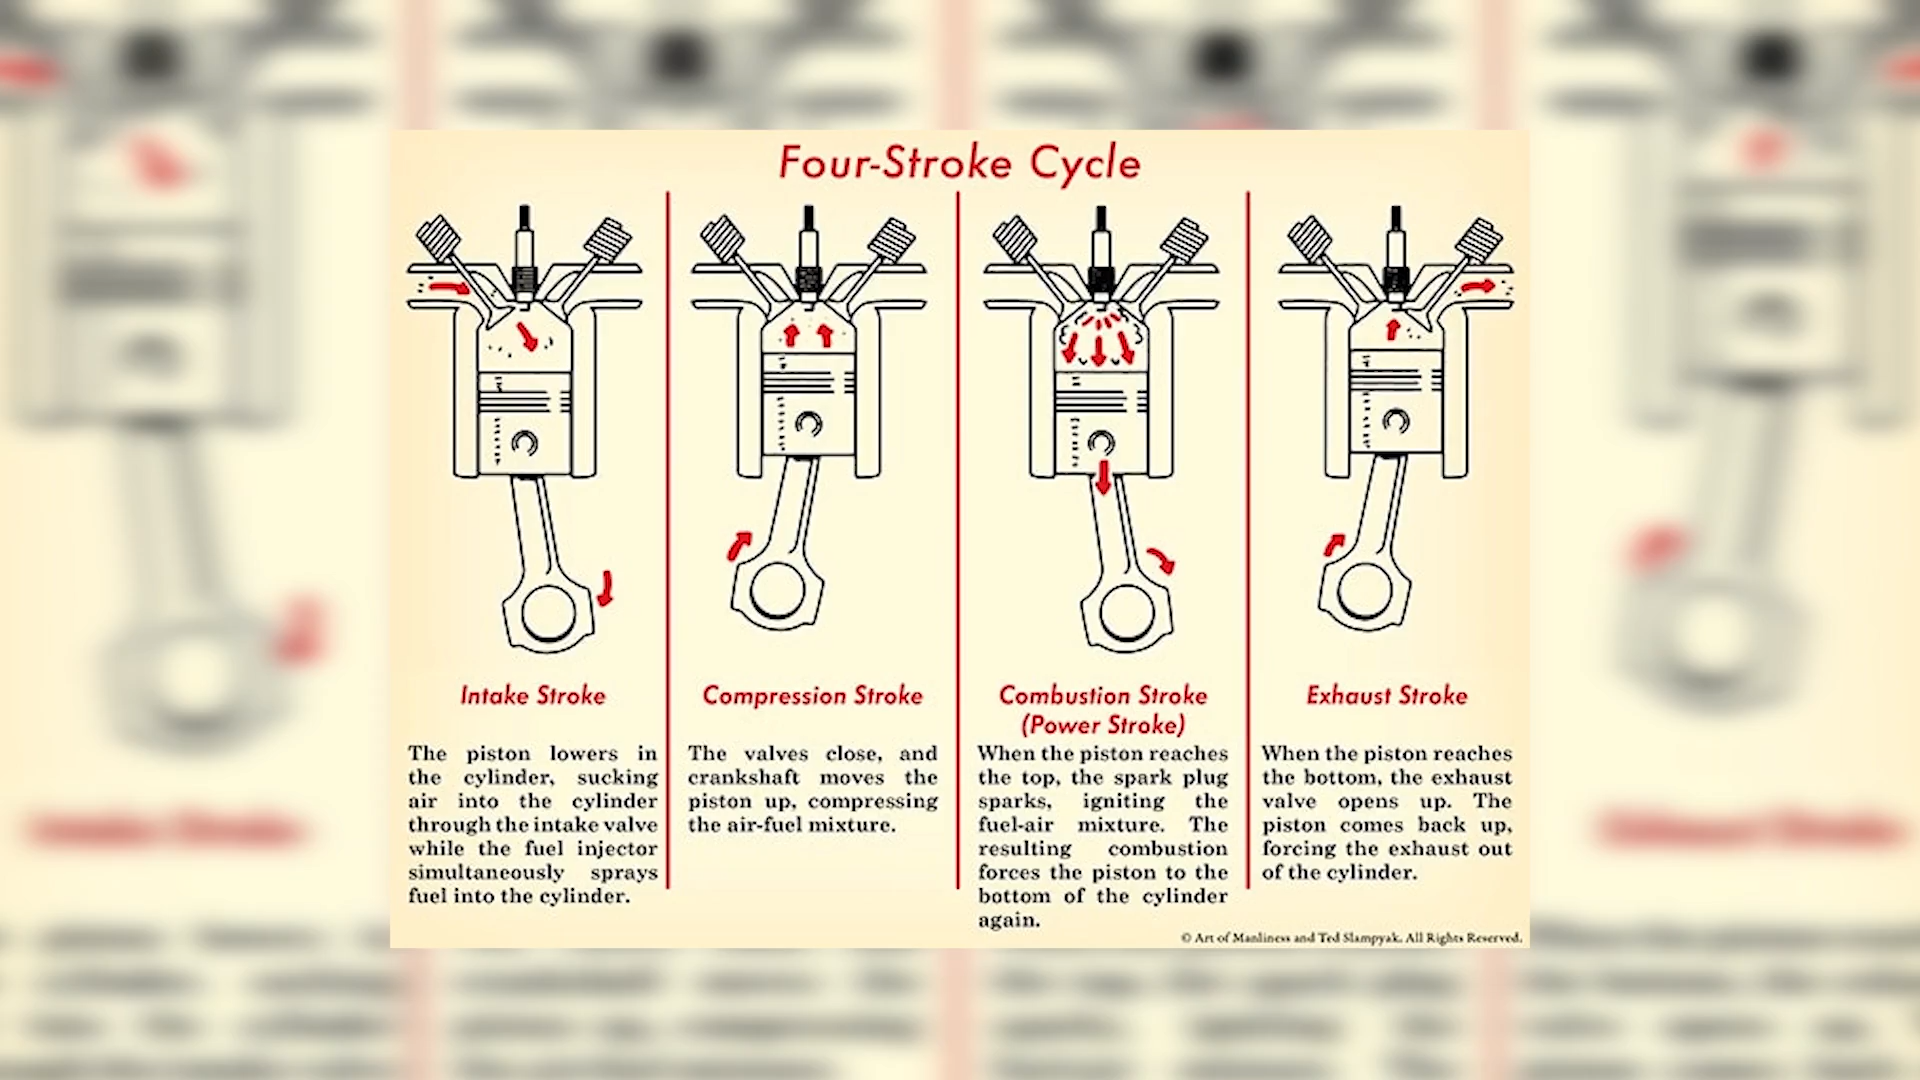 Four-Stroke Cycle
Intake Stroke
The piston lowers in
the cylinder, sucking
air into the cylinder
through the intake valve
while the fuel injector
simultaneously sprays
fuel into the cylinder.
Compression Stroke
The valves close, and
crankshaft moves the
piston up, compressing
the air-fuel mixture.
Combustion Stroke
(Power Stroke)
When the piston reaches
the top, the spark plug
sparks, igniting the
fuel-air mixture. The
resulting combustion
forces the piston to the
bottom of the cylinder
again.
Exhaust Stroke
When the piston reaches
the bottom, the exhaust
valve opens up. The
piston comes back up,
forcing the exhaust out
of the cylinder.
© Art of Manliness and Ted Slampyak. All Rights Reserved.